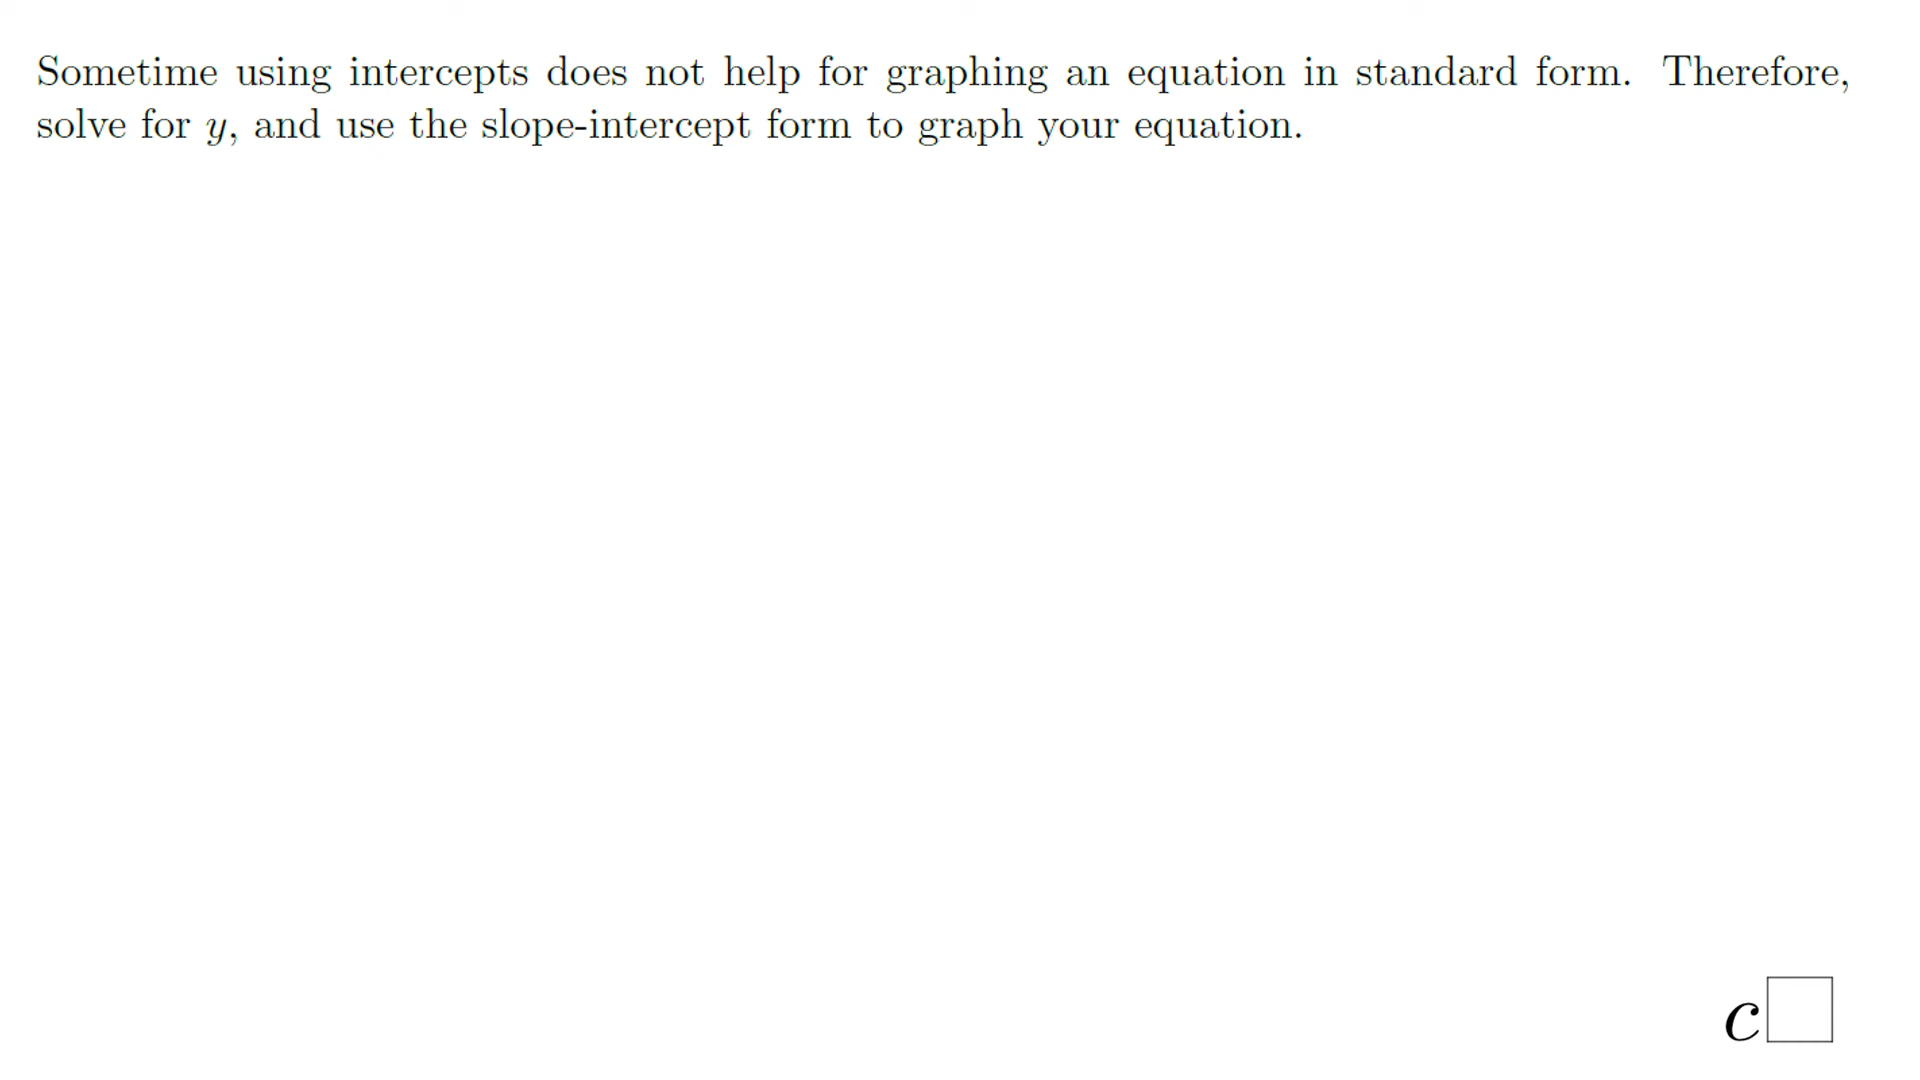 Sometime using intercepts does not help for graphing an equation in standard form. Therefore,
solve for y, and use the slope-intercept form to graph your equation.
c